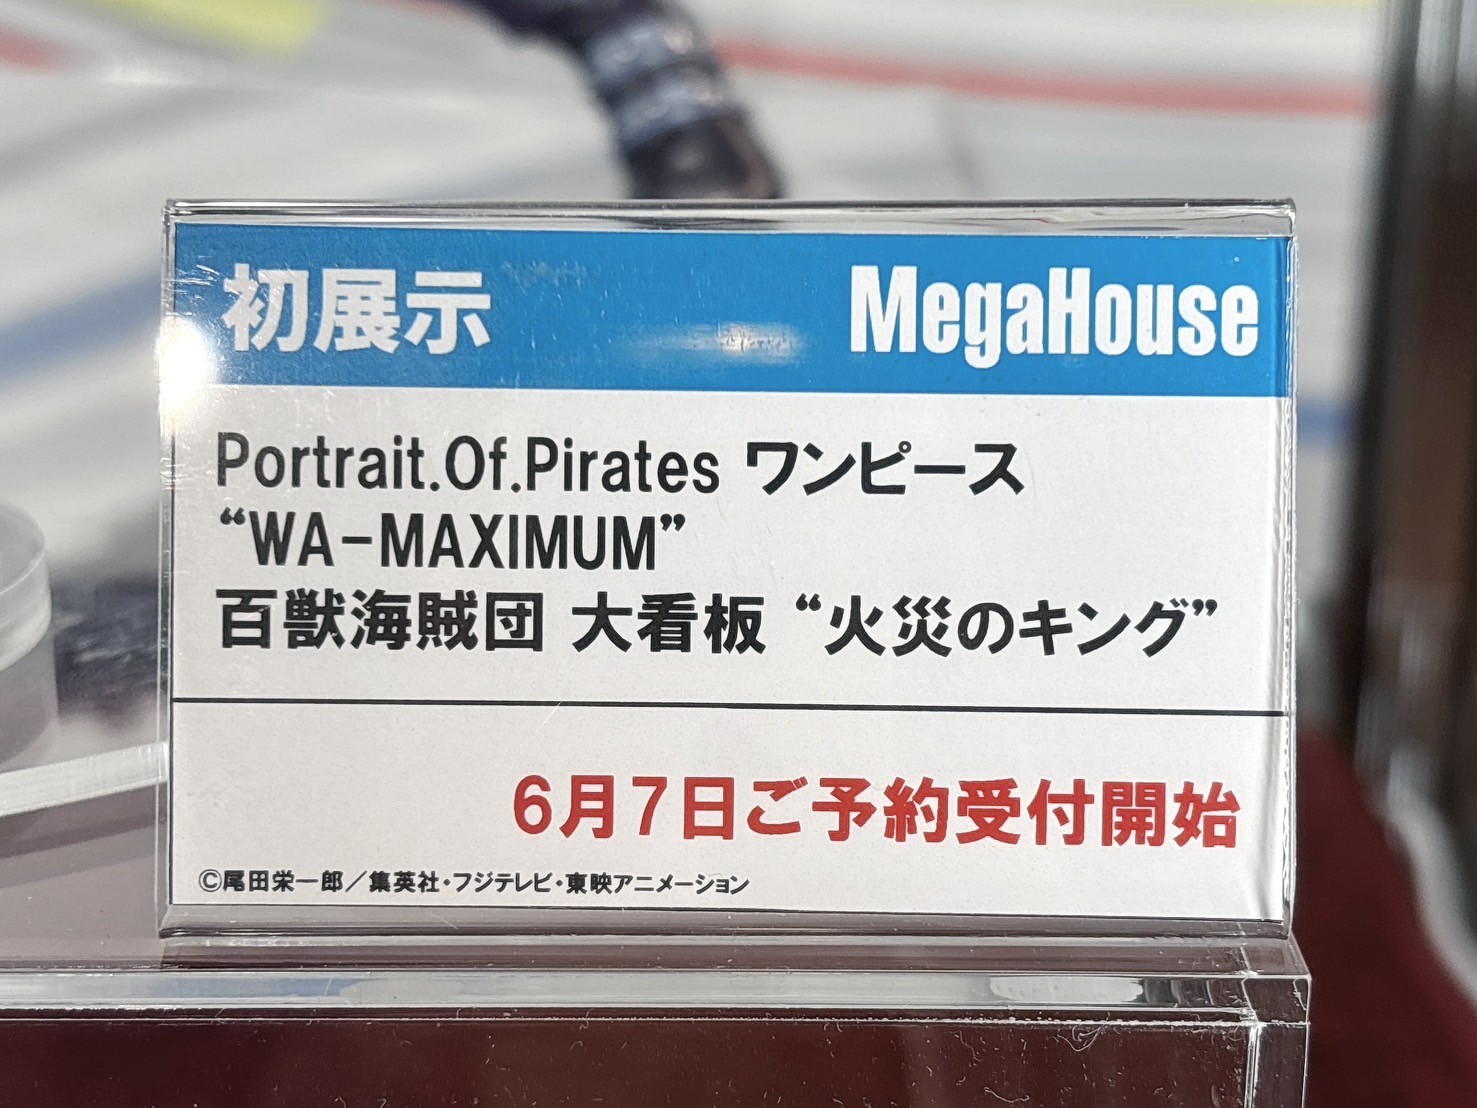 初展示 MegaHouse
Portrait.Of.Pirates ワンピース
“WA-MAXIMUM”
百獣海賊団 大看板 “火災のキング”
6月7日ご予約受付開始
©尾田栄一郎／集英社・フジテレビ・東映アニメーション